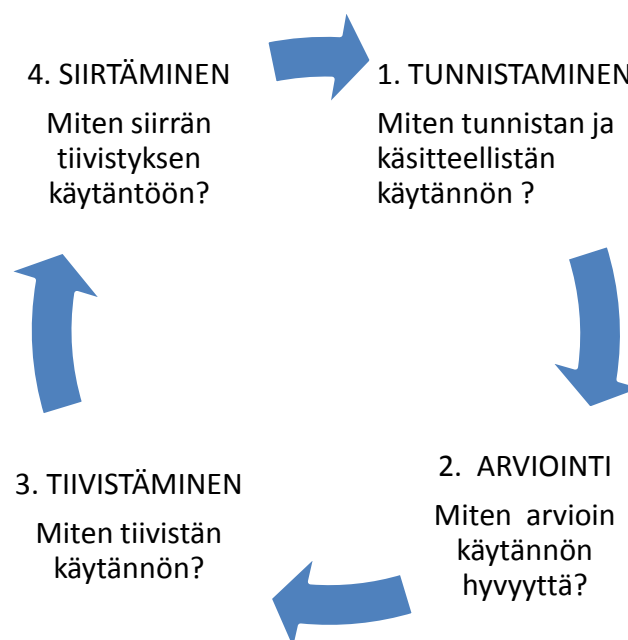 4. SIIRTÄMINEN
Miten siirrän
tiivistyksen
käytäntöön?
1. TUNNISTAMINEN
Miten tunnistan ja
käsitteellistän
käytännön ?
2. ARVIOINTI
Miten arvioin
käytännön
hyvyyttä?
3. TIIVISTÄMINEN
Miten tiivistän
käytännön?